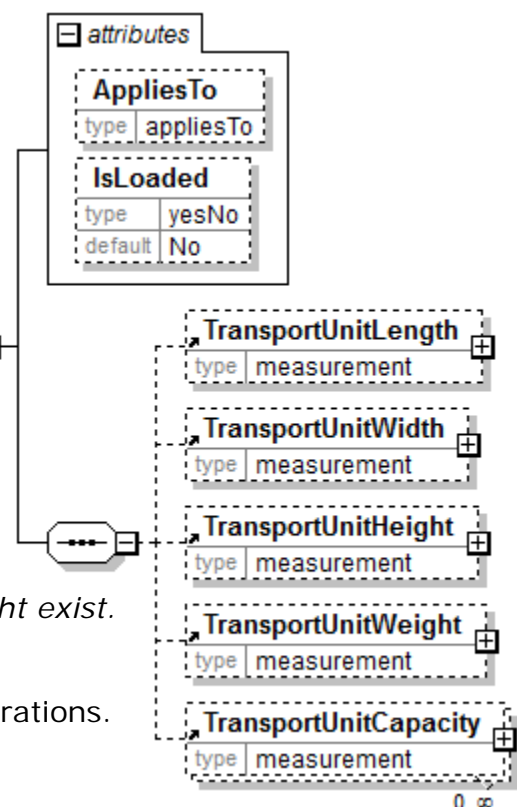 attributes
AppliesTo
type appliesTo
IsLoaded
type yesNo
default No
TransportUnitLength
type measurement
TransportUnitWidth
type measurement
TransportUnitHeight
type measurement
ht exist.
TransportUnitWeight
type measurement
rations.
TransportUnitCapacity
type measurement
0 ∞